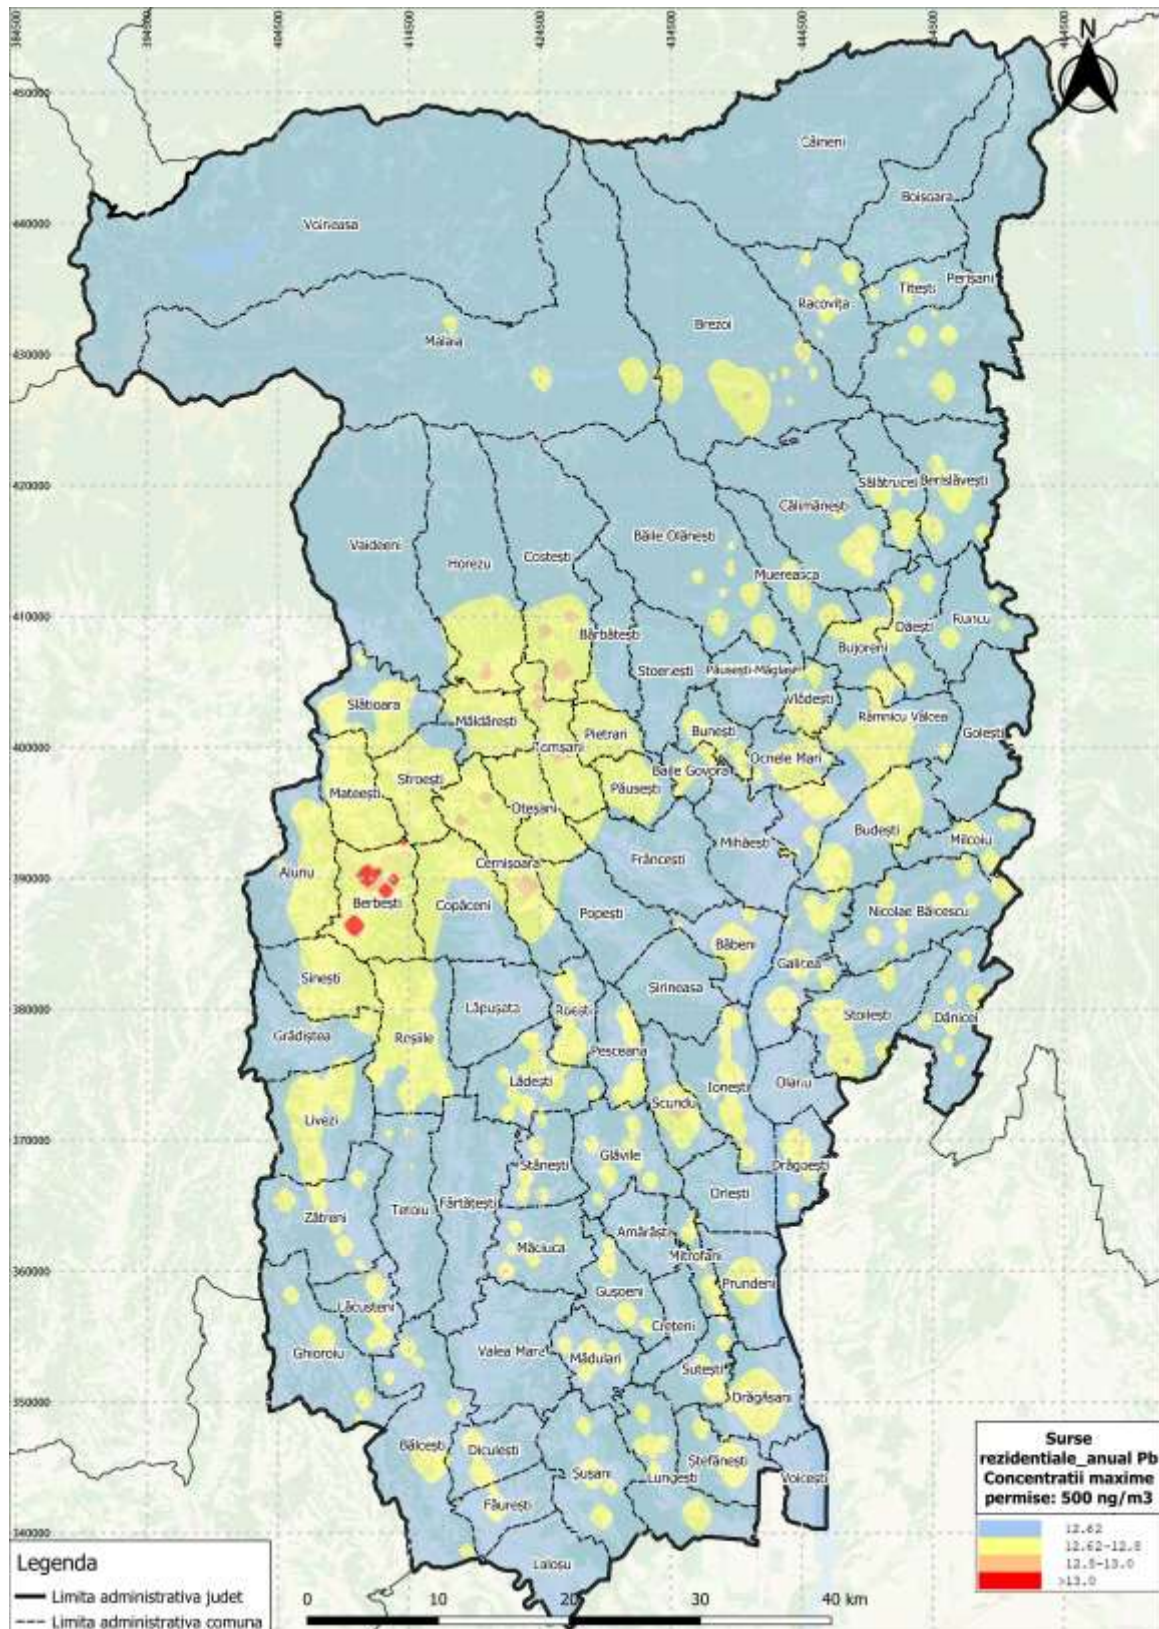 N
Câineni
Boișoara
Voineasa
Titești
Perișani
Racovița
Brezoi
Malaia
Sălătrucel
Berislăvești
Călimănești
Băile Olănești
Vaideeni
Costești
Horezu
Muereasca
Runcu
Dăești
Bărbătești
Bujoreni
Stoenești
Păușești-Măglași
Vlădești
Slătioara
Râmnicu Vâlcea
Măldărești
Pietrari
Bunești
Golești
Tomșani
Ocnele Mari
Băile Govora
Stroești
Păușești
Mateești
Oteșani
Budești
Milcoiu
Mihăești
Frâncești
Cernișoara
Alunu
Berbești
Copăceni
Popești
Nicolae Bălcescu
Băbeni
Galicea
Sinești
Șirineasa
Lăpușata
Roești
Stoilești
Dănicei
Grădiștea
Roșiile
Pesceana
Lădești
Ionești
Olanu
Scundu
Livezi
Glăvile
Stănești
Drăgoești
Orlești
Tetoiu
Fârtățești
Zătreni
Amărăști
Măciuca
Mitrofani
Prundeni
Gușoeni
Lăcusteni
Crețeni
Ghioroiu
Valea Mare
Mădulari
Sutești
Drăgășani
Bălcești
Diculești
Ștefănești
Șușani
Lungești
Voicești
Făurești
Laloșu
450000
440000
430000
420000
410000
400000
390000
380000
370000
360000
350000
340000
Surse
rezidentiale_anual Pb
Concentratii maxime
permise: 500 ng/m3
12.62
12.62-12.8
12.8-13.0
>13.0
Legenda
Limita administrativa judet
Limita administrativa comuna
0 10 20 30 40 km